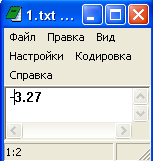 1.txt ...
Файл Правка Вид
Настройки Кодировка
Справка
-3.27
1:2